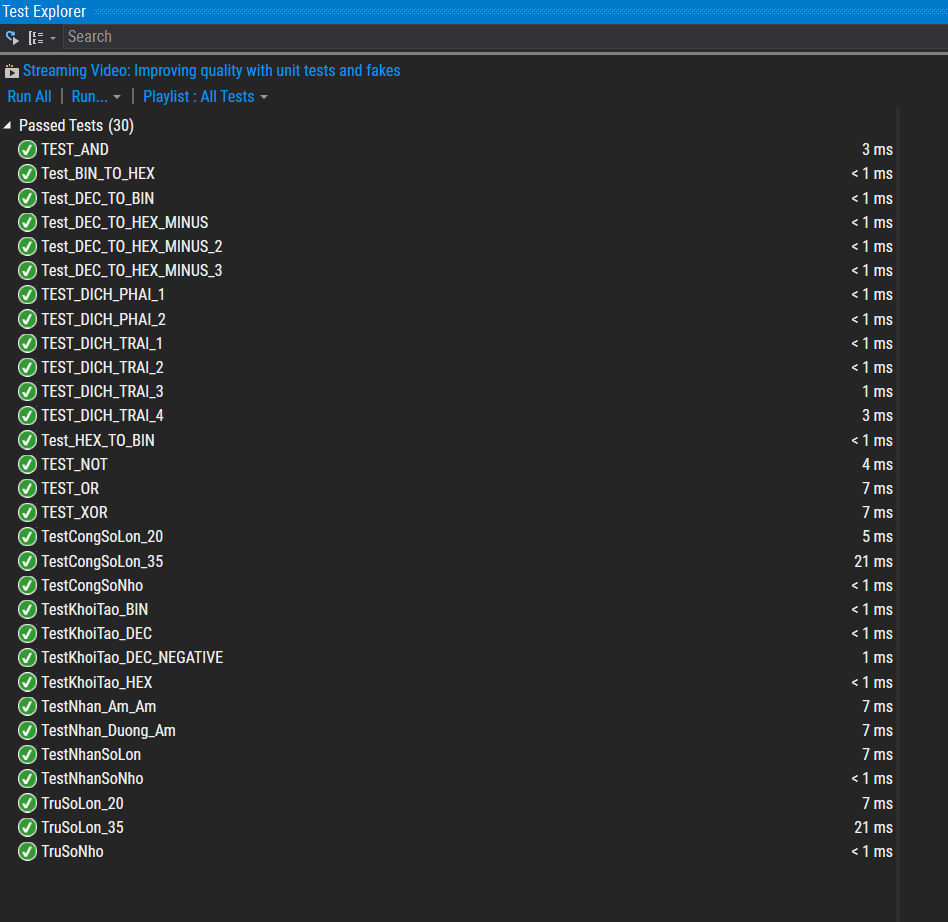 Test Explorer
Search
Streaming Video: Improving quality with unit tests and fakes
Run All | Run... | Playlist : All Tests
Passed Tests (30)
TEST_AND 3 ms
Test_BIN_TO_HEX < 1 ms
Test_DEC_TO_BIN < 1 ms
Test_DEC_TO_HEX_MINUS < 1 ms
Test_DEC_TO_HEX_MINUS_2 < 1 ms
Test_DEC_TO_HEX_MINUS_3 < 1 ms
TEST_DICH_PHAI_1 < 1 ms
TEST_DICH_PHAI_2 < 1 ms
TEST_DICH_TRAI_1 < 1 ms
TEST_DICH_TRAI_2 < 1 ms
TEST_DICH_TRAI_3 1 ms
TEST_DICH_TRAI_4 3 ms
Test_HEX_TO_BIN < 1 ms
TEST_NOT 4 ms
TEST_OR 7 ms
TEST_XOR 7 ms
TestCongSoLon_20 5 ms
TestCongSoLon_35 21 ms
TestCongSoNho < 1 ms
TestKhoiTao_BIN < 1 ms
TestKhoiTao_DEC < 1 ms
TestKhoiTao_DEC_NEGATIVE 1 ms
TestKhoiTao_HEX < 1 ms
TestNhan_Am_Am 7 ms
TestNhan_Duong_Am 7 ms
TestNhanSoLon 7 ms
TestNhanSoNho < 1 ms
TruSoLon_20 7 ms
TruSoLon_35 21 ms
TruSoNho < 1 ms